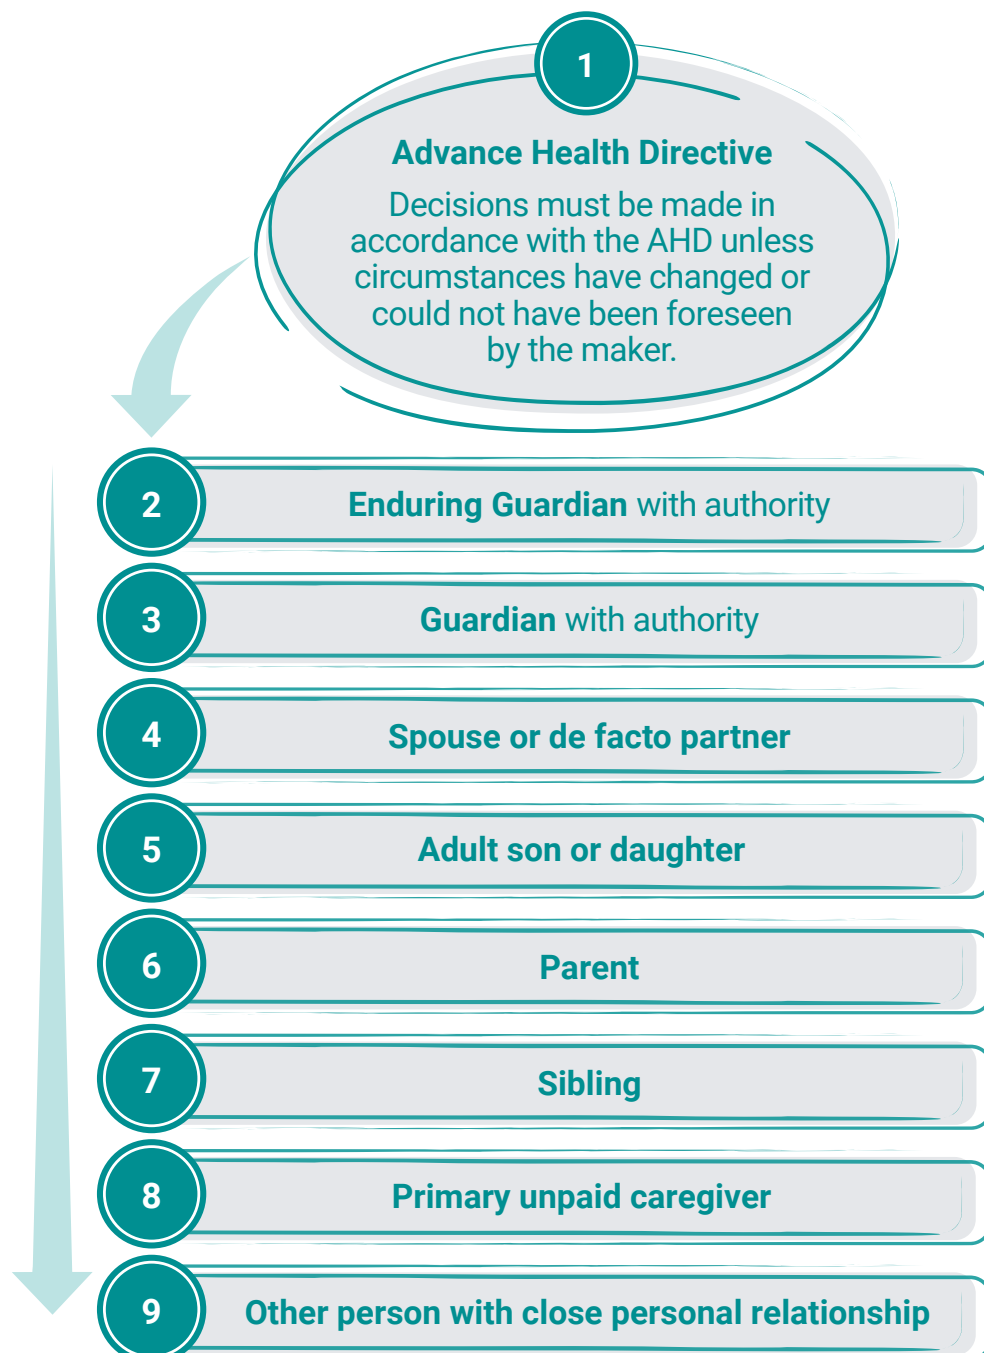 1
Advance Health Directive
Decisions must be made in
accordance with the AHD unless
circumstances have changed or
could not have been foreseen
by the maker.
2
Enduring Guardian with authority
3
Guardian with authority
4
Spouse or de facto partner
5
Adult son or daughter
6
Parent
7
Sibling
8
Primary unpaid caregiver
9
Other person with close personal relationship